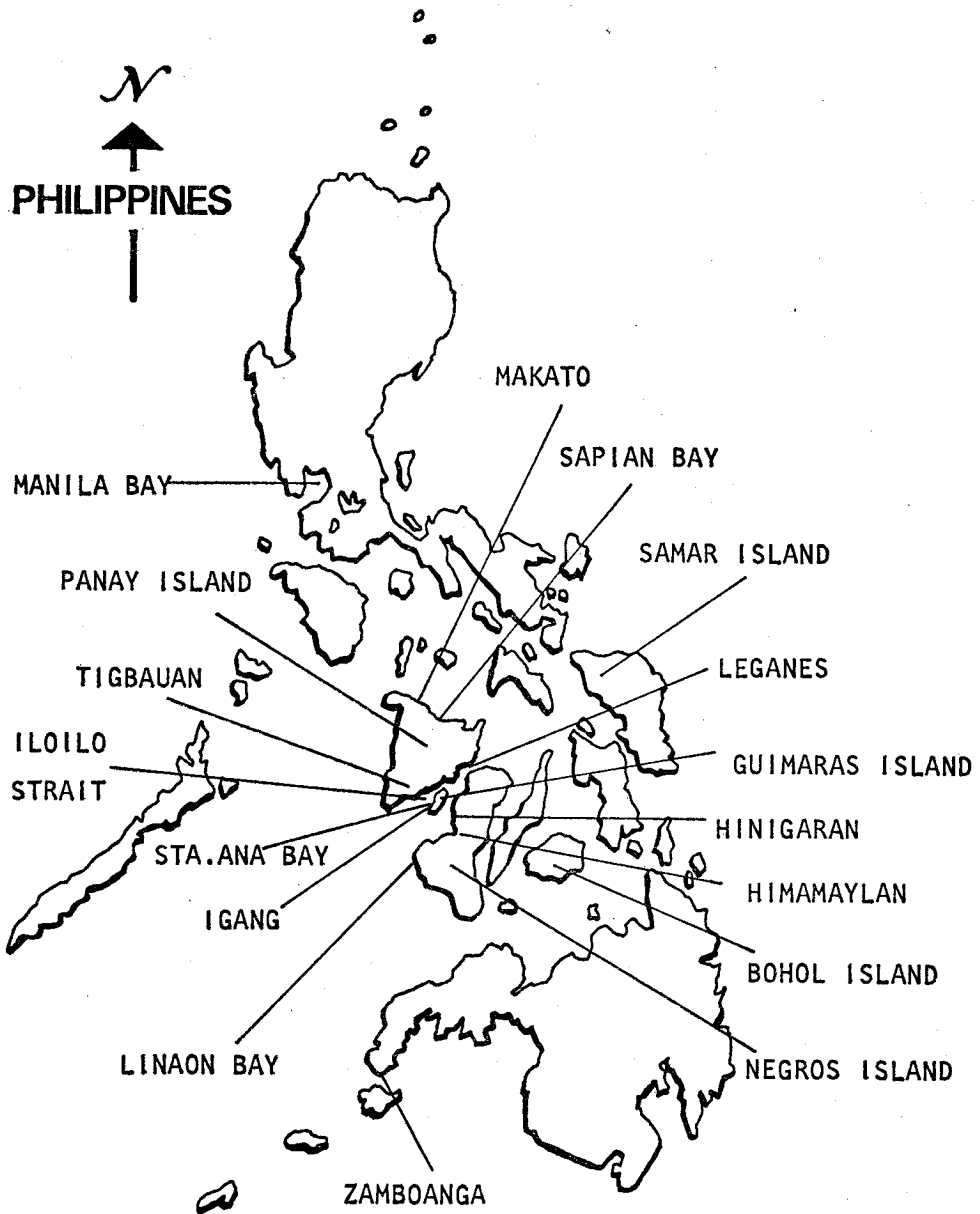 N
PHILIPPINES
MAKATO
SAPIAN BAY
MANILA BAY
SAMAR ISLAND
PANAY ISLAND
LEGANES
TIGBAUAN
ILOILO
STRAIT
GUIMARAS ISLAND
HINIGARAN
STA.ANA BAY
HIMAMAYLAN
IGANG
BOHOL ISLAND
LINAON BAY
NEGROS ISLAND
ZAMBOANGA